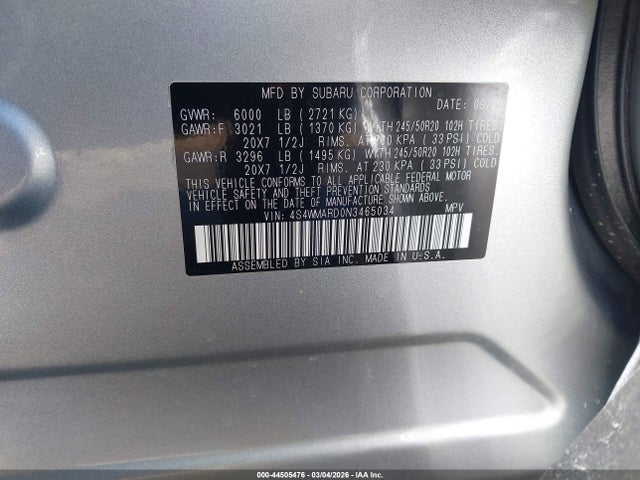 MFD BY SUBARU CORPORATION
GVWR: 6000 LB ( 2721 KG) DATE: 08/
GAWR:F 3021 LB ( 1370 KG) WITH 245/50R20 102H TIRES,
20X7 1/2J RIMS. AT 230 KPA ( 33 PSI) COLD
GAWR:R 3296 LB ( 1495 KG) WITH 245/50R20 102H TIRES,
20X7 1/2J RIMS. AT 230 KPA ( 33 PSI) COLD
THIS VEHICLE CONFORMS TO ALL APPLICABLE FEDERAL MOTOR
VEHICLE SAFETY AND THEFT PREVENTION STANDARDS
IN EFFECT ON THE DATE OF MANUFACTURE SHOWN ABOVE.
VIN: 4S4WMARD0N3465034 MPV
ASSEMBLED BY SIA INC. MADE IN U.S.A.
000-44505476 - 03/04/2026 - IAAI Inc.